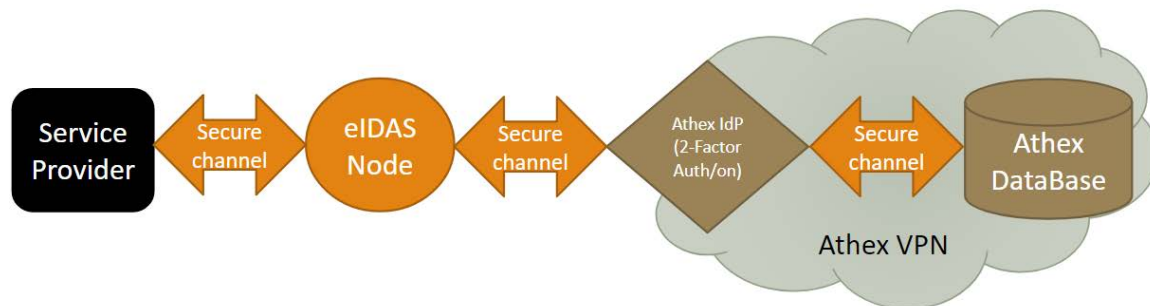 Service
Provider
Secure
channel
eIDAS
Node
Secure
channel
Athex IdP
(2-Factor
Auth/on)
Secure
channel
Athex
DataBase
Athex VPN